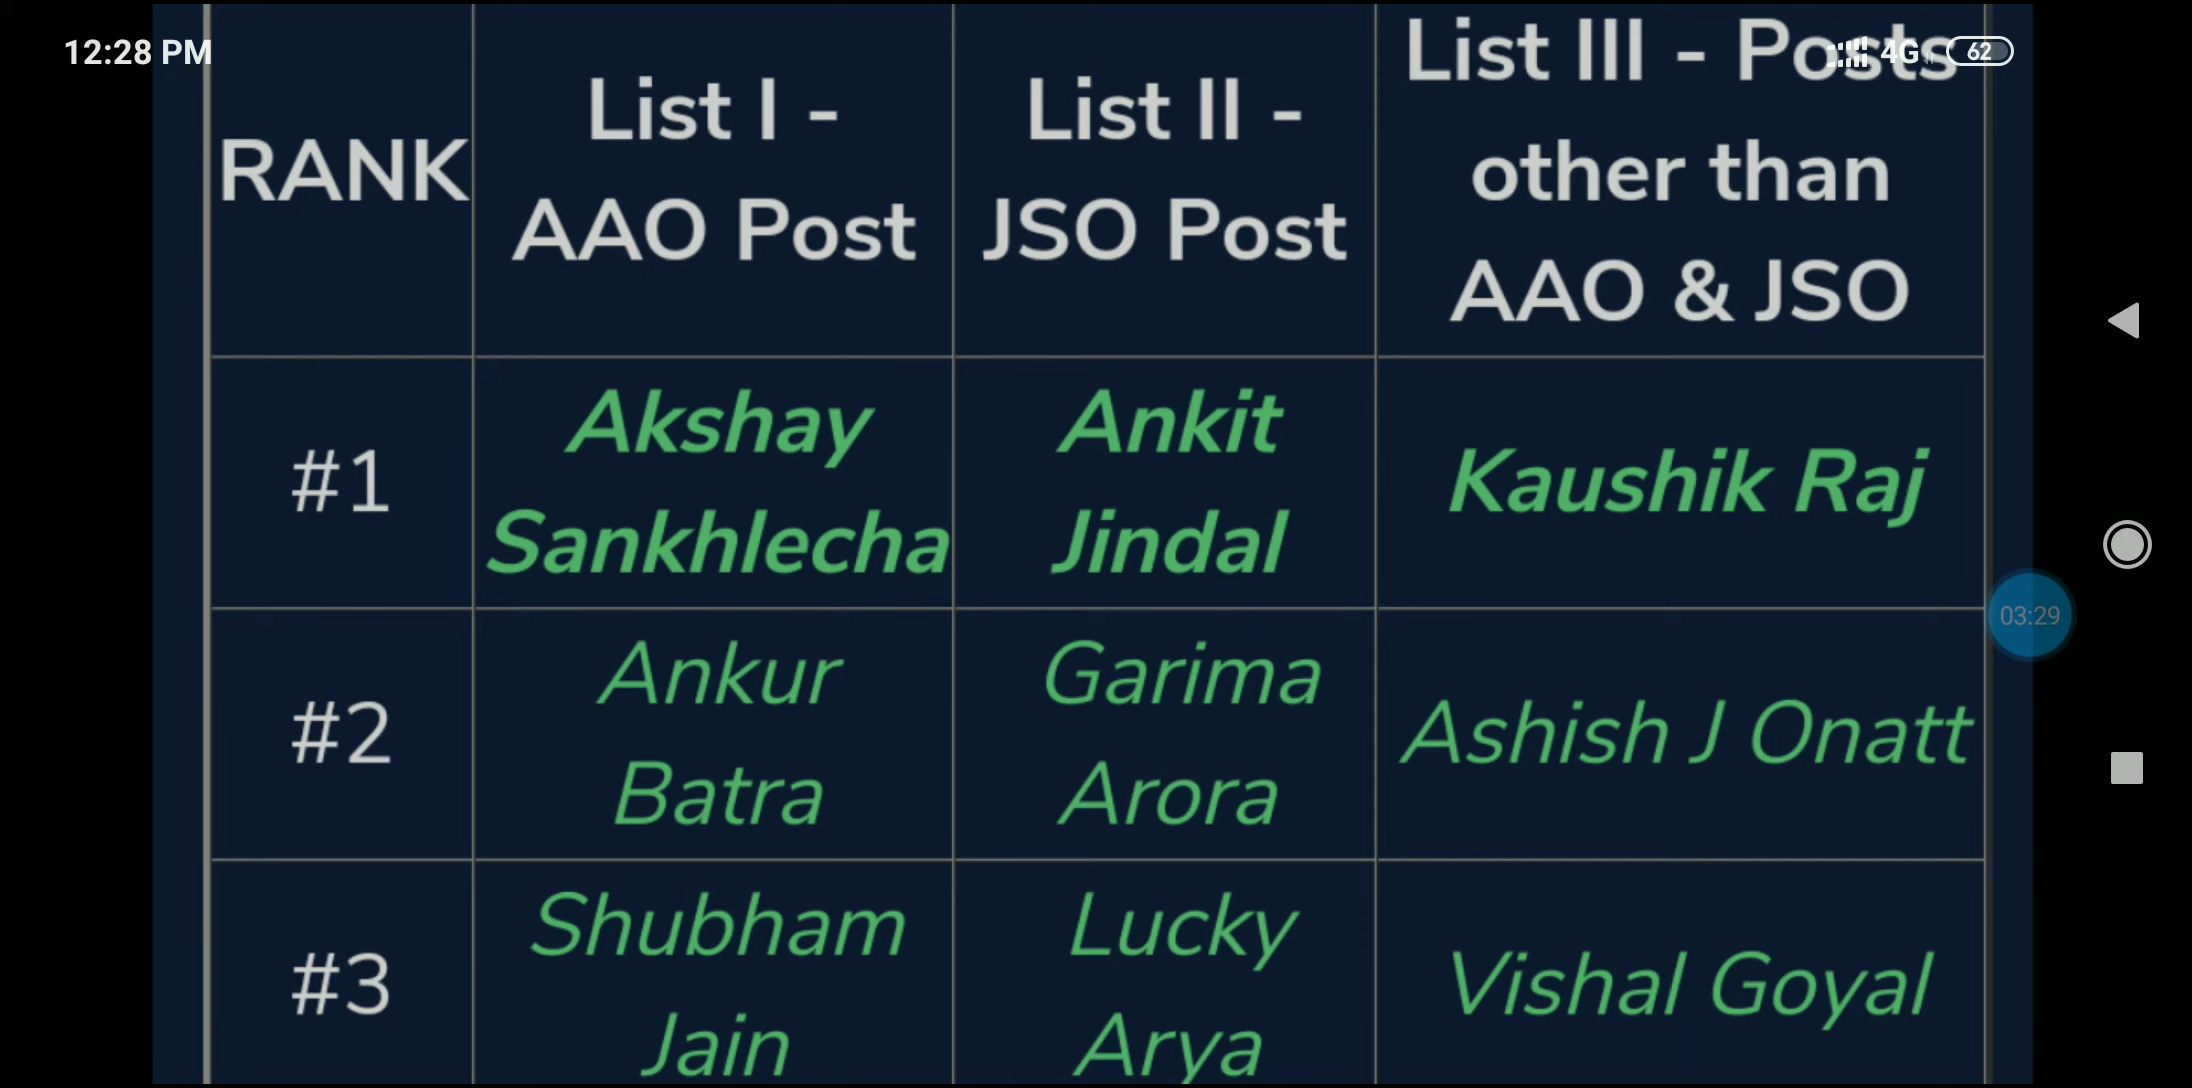 12:28 PM
4G
62
RANK
List I -
AAO Post
List II -
JSO Post
List III - Posts
other than
AAO & JSO
#1
Akshay
Sankhlecha
Ankit
Jindal
Kaushik Raj
#2
Ankur
Batra
Garima
Arora
Ashish J Onatt
03:29
#3
Shubham
Jain
Lucky
Arya
Vishal Goyal